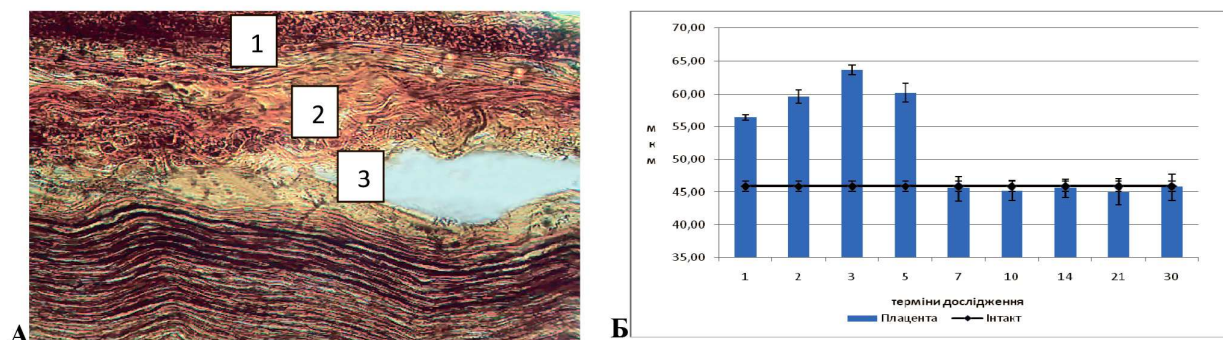 1
2
3
А
70,00
65,00
60,00
55,00
50,00
45,00
40,00
35,00
м
к
м
1 2 3 5 7 10 14 21 30
терміни дослідження
Плацента Інтакт
Б